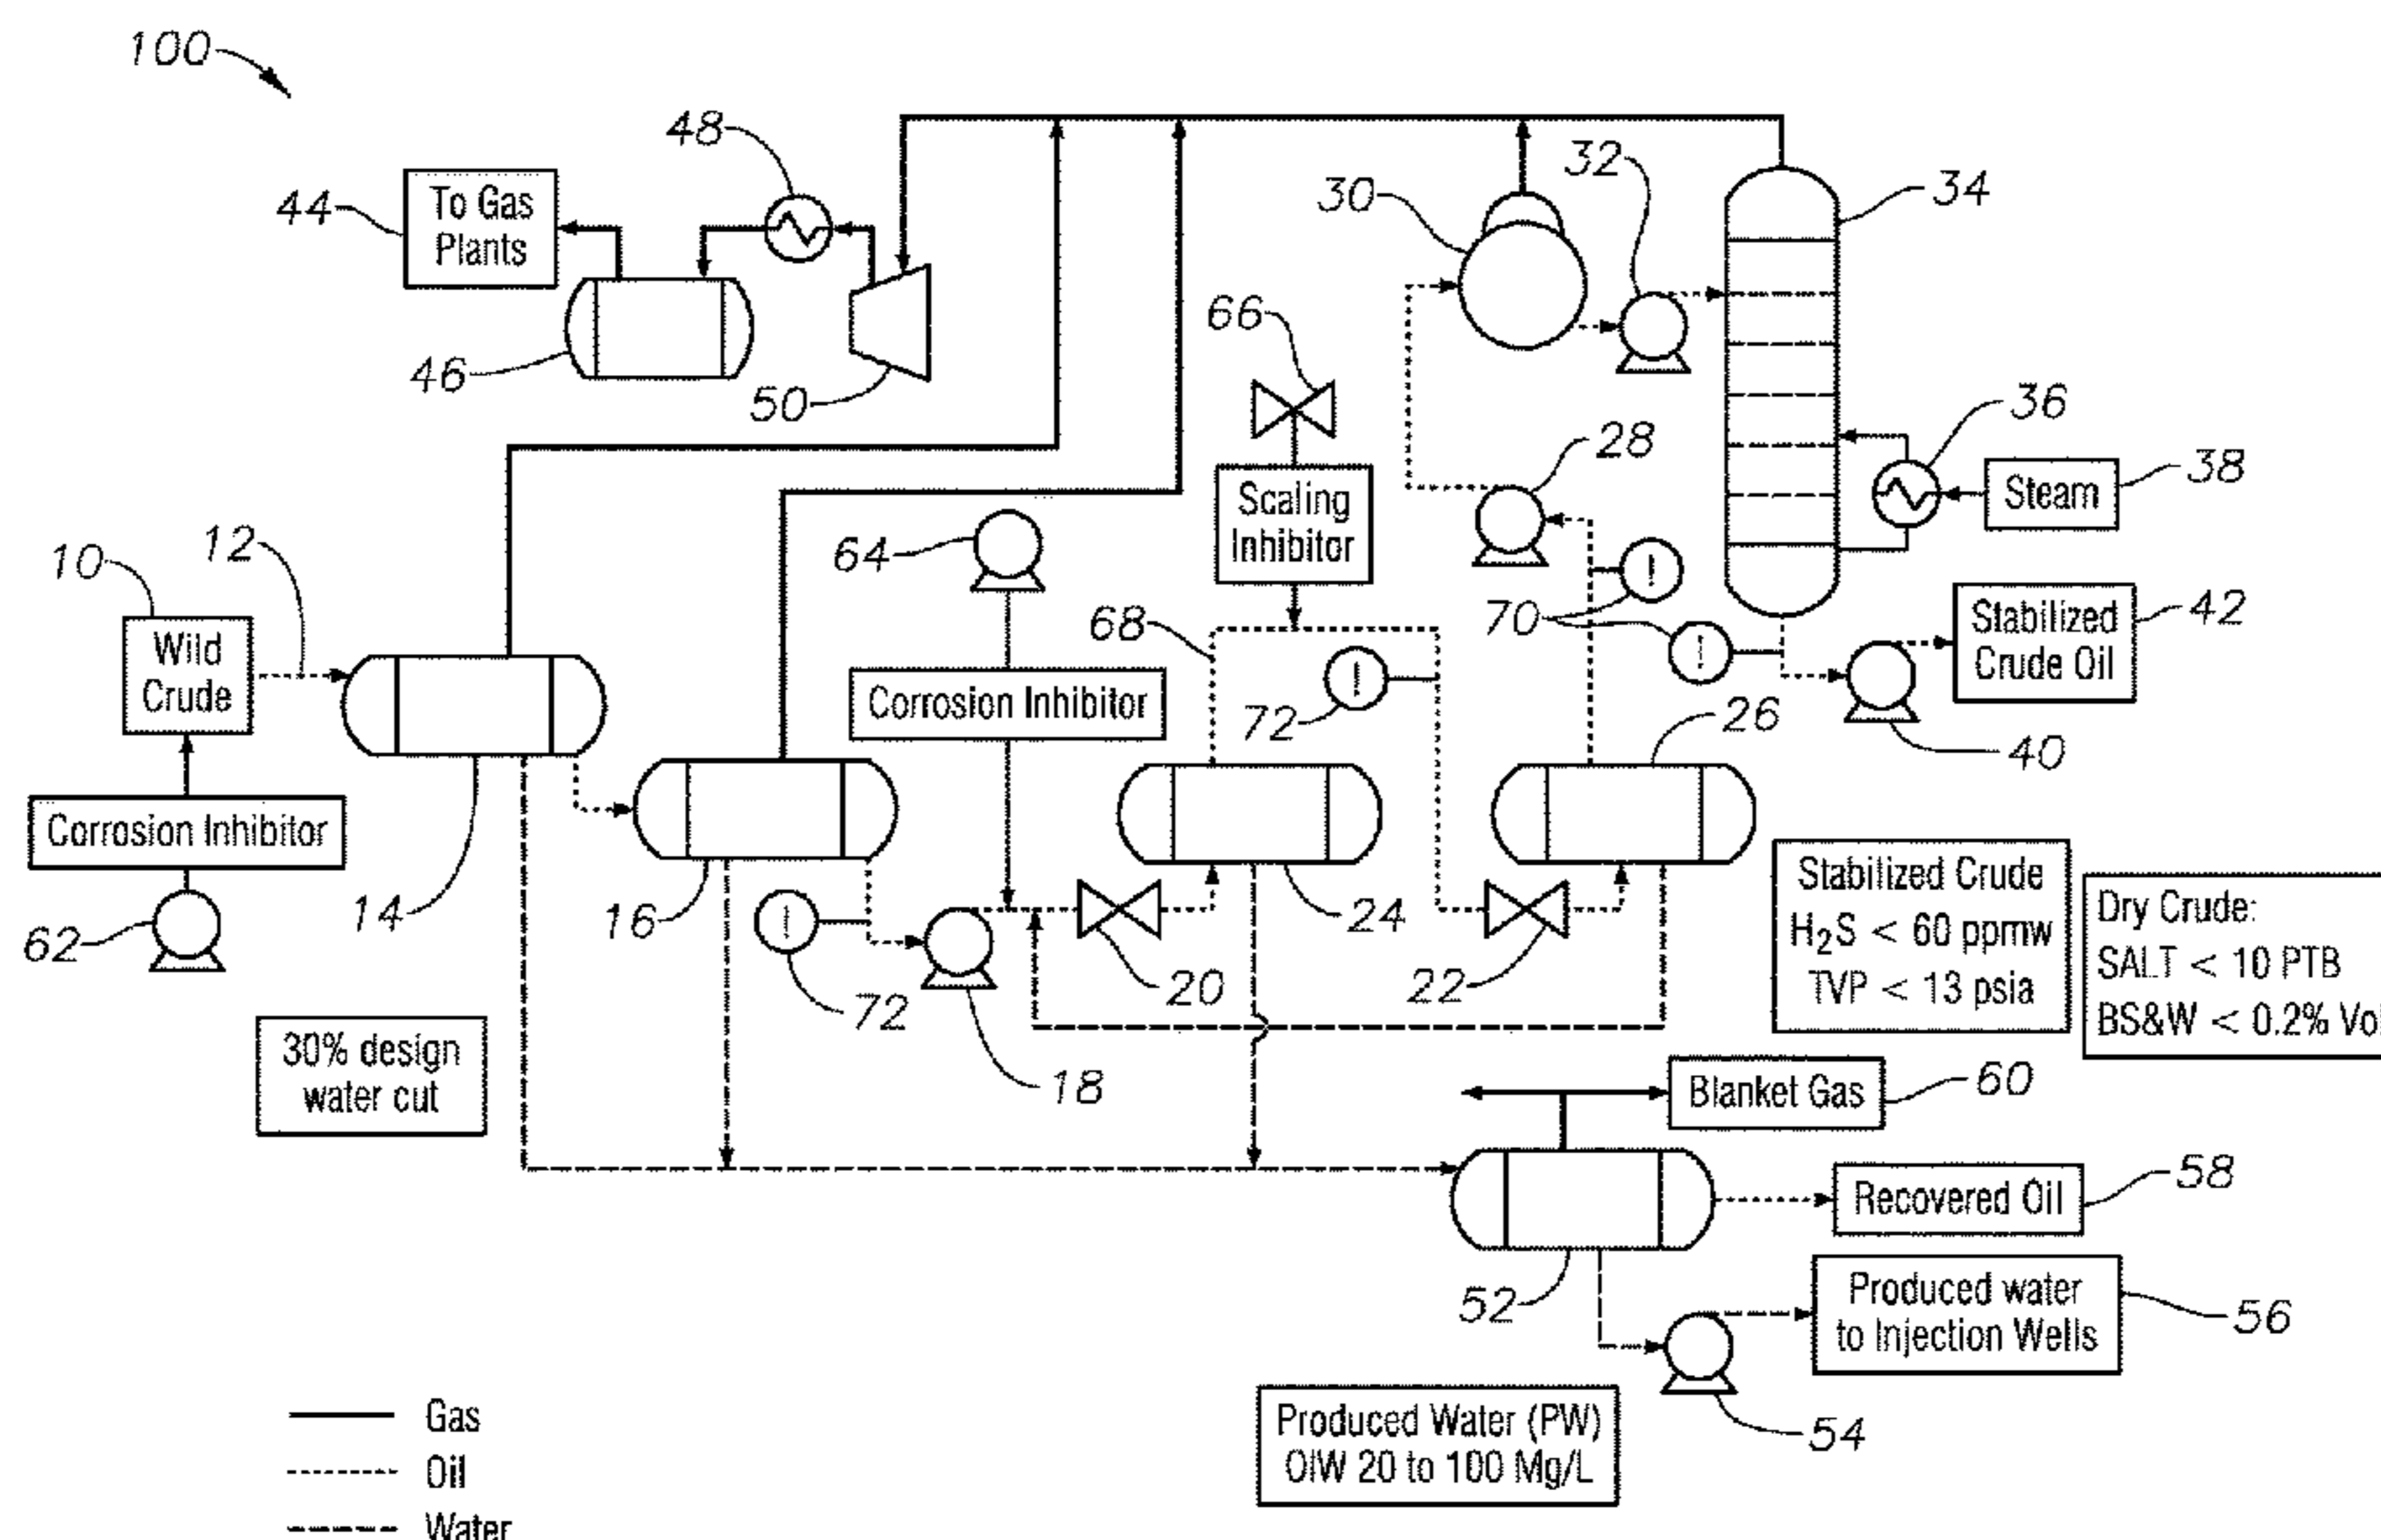 100
48
44
To Gas
Plants
46
50
30
32
34
66
Scaling
Inhibitor
28
36
Steam
38
10
12
Wild
Crude
64
68
70
Stabilized
Crude Oil
42
72
26
40
Corrosion Inhibitor
Corrosion Inhibitor
62
14
16
72
18
20
24
22
Stabilized Crude
H₂S < 60 ppmw
TVP < 13 psia
Dry Crude:
SALT < 10 PTB
BS&W < 0.2%
30% design
water cut
Blanket Gas
60
Recovered Oil
58
52
Produced water
to Injection Wells
56
54
Produced Water (PW)
OIW 20 to 100 Mg/L
Gas
Oil
Water